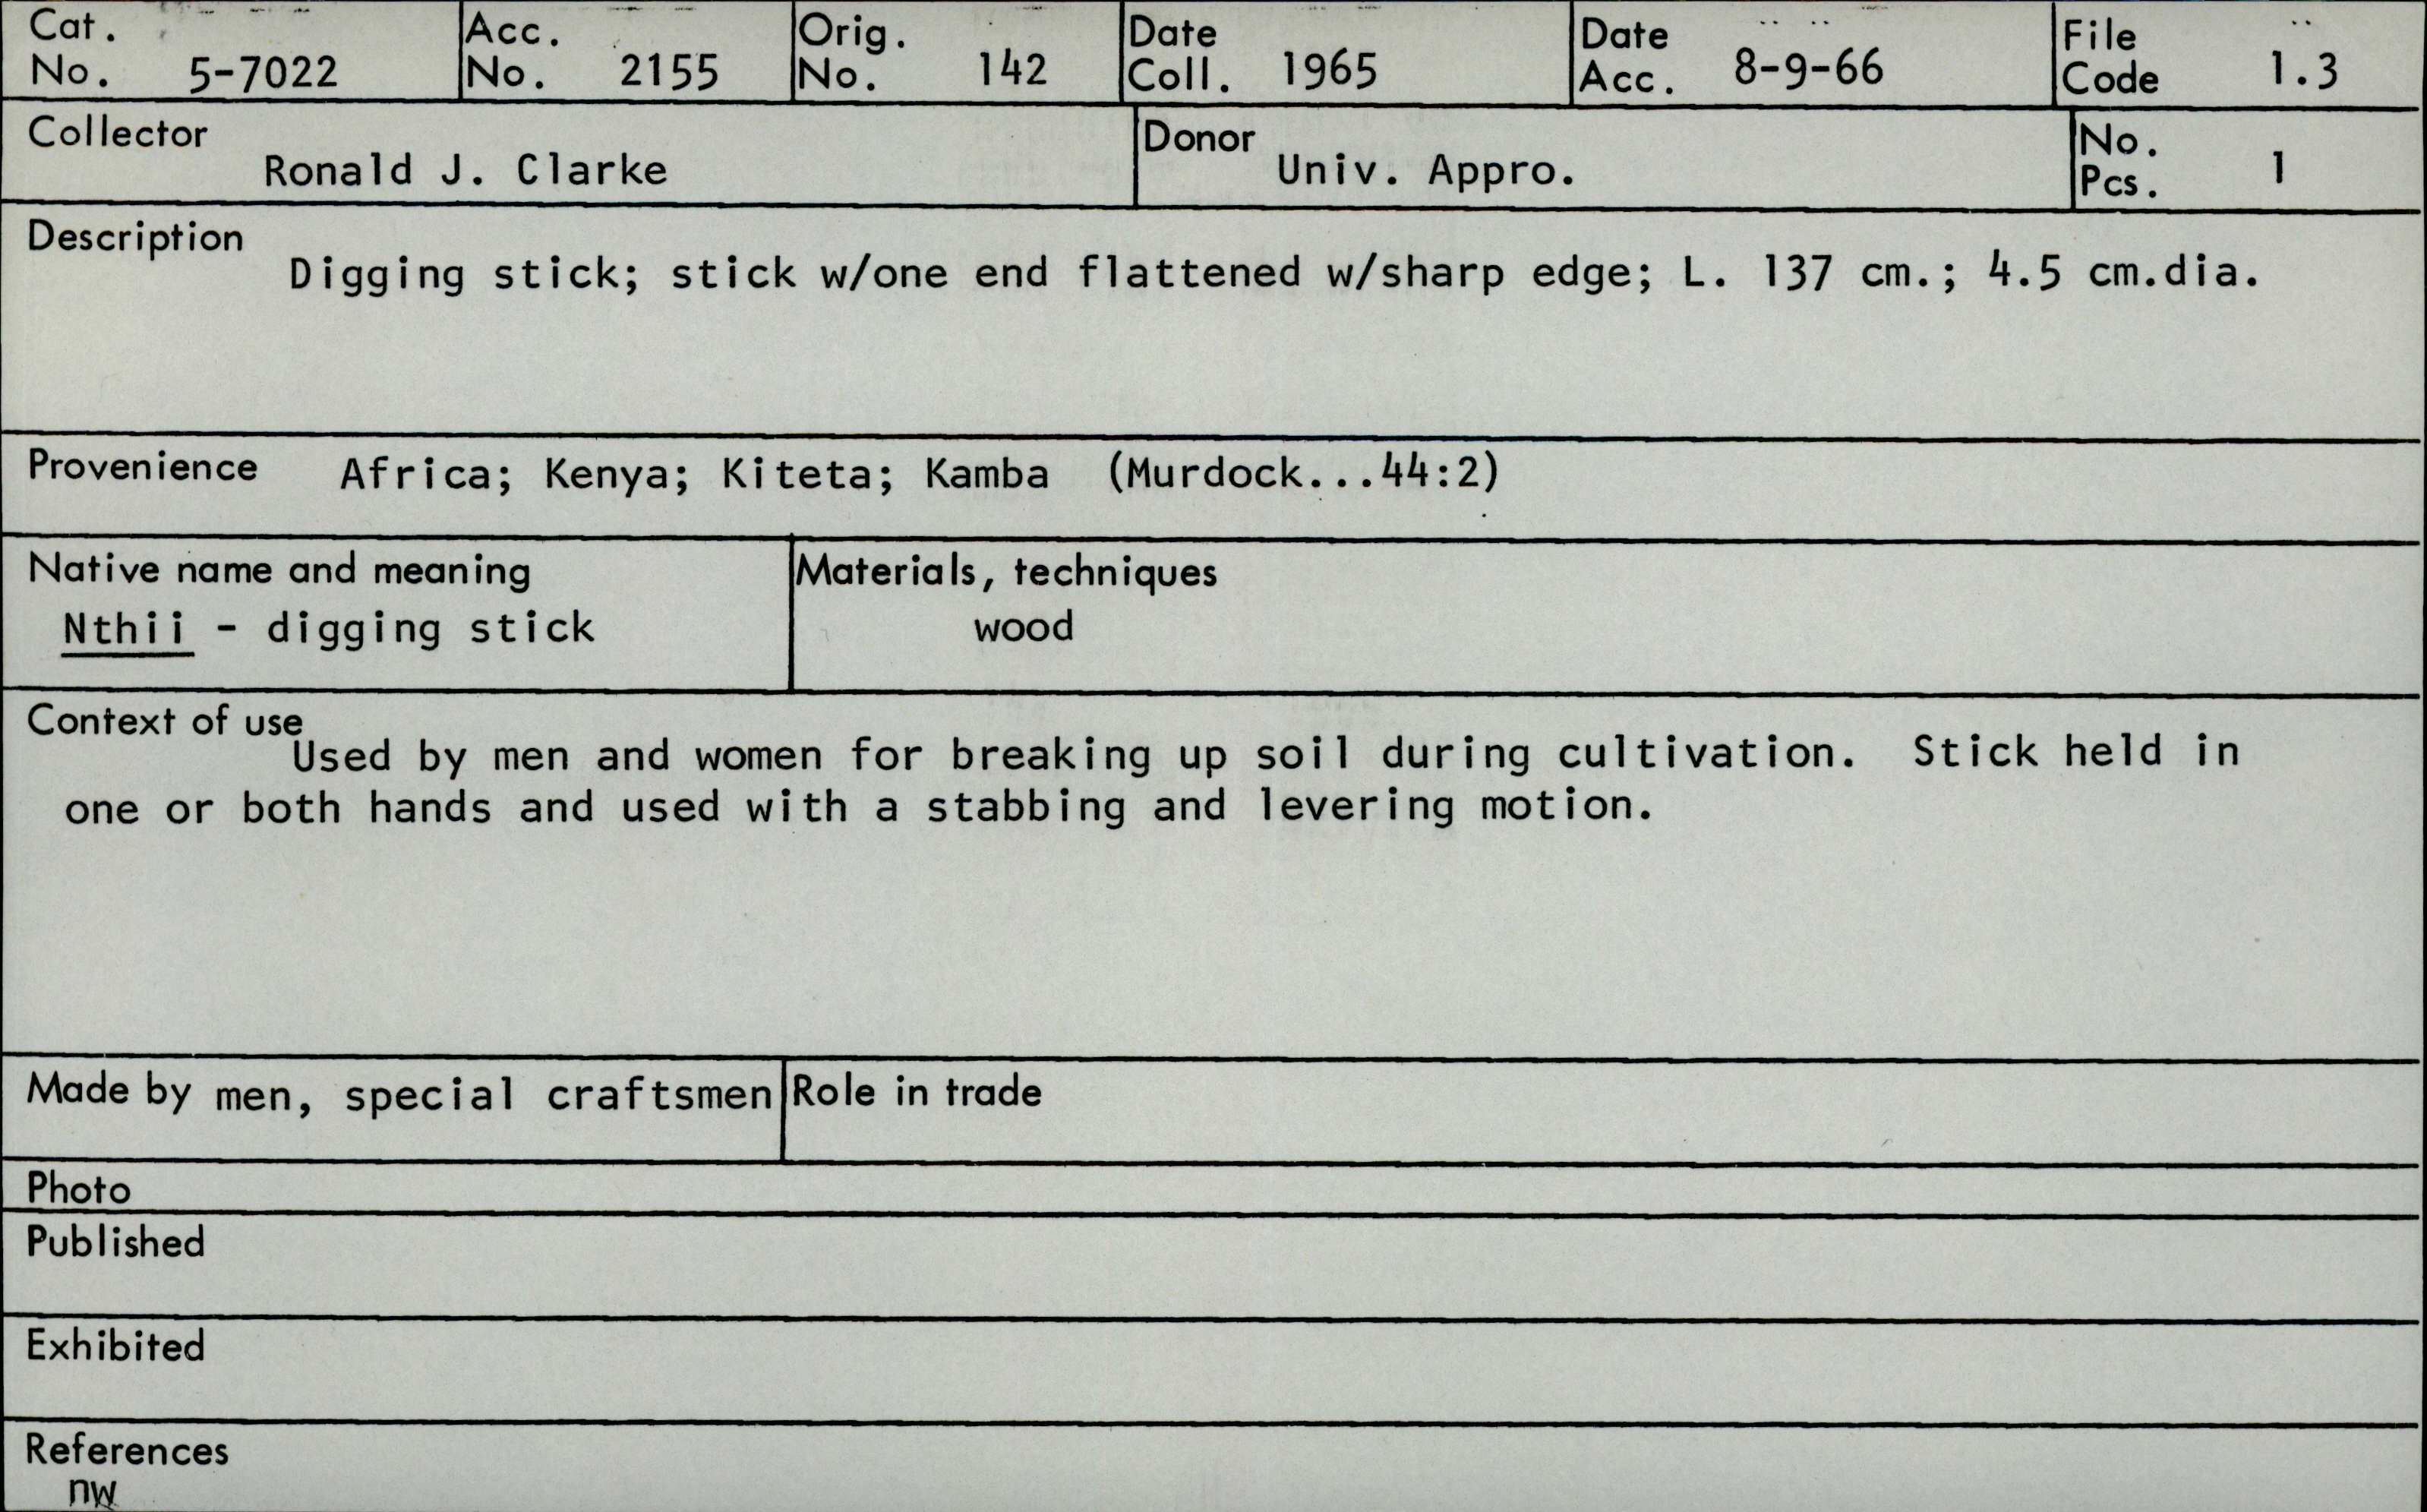 Cat. No. 5-7022 Acc. No. 2155 Orig. No. 142 Date Coll. 1965 Date Acc. 8-9-66 File Code 1.3
Collector Ronald J. Clarke Donor Univ. Appro. No. Pcs. 1
Description
Digging stick; stick w/one end flattened w/sharp edge; L. 137 cm.; 4.5 cm.dia.
Provenience Africa; Kenya; Kiteta; Kamba (Murdock...44:2)
Native name and meaning
Nthii - digging stick
Materials, techniques
wood
Context of use
Used by men and women for breaking up soil during cultivation. Stick held in
one or both hands and used with a stabbing and levering motion.
Made by men, special craftsmen Role in trade
Photo
Published
Exhibited
References
nw